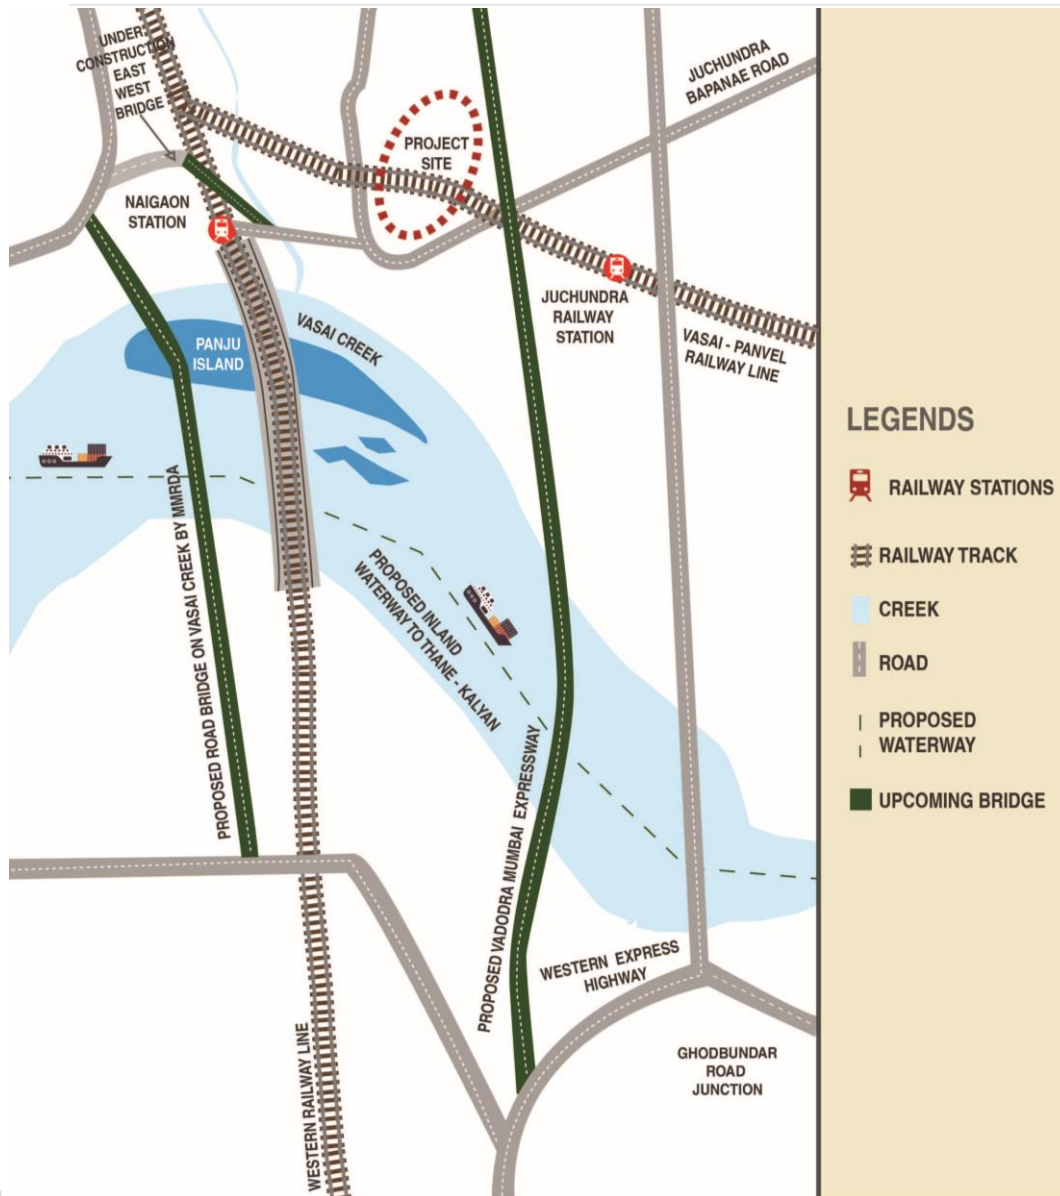 UNDER
CONSTRUCTION
EAST
WEST
BRIDGE
JUCHUNDRA
BAPANAE ROAD
PROJECT
SITE
NAIGAON
STATION
JUCHUNDRA
RAILWAY
STATION
VASAI - PANVEL
RAILWAY LINE
VASAI CREEK
PANJU
ISLAND
PROPOSED ROAD BRIDGE ON VASAI CREEK BY MMRDA
PROPOSED INLAND
WATERWAY TO THANE - KALYAN
PROPOSED VADODRA MUMBAI EXPRESSWAY
WESTERN EXPRESS
HIGHWAY
GHODBUNDAR
ROAD
JUNCTION
WESTERN RAILWAY LINE
LEGENDS
RAILWAY STATIONS
RAILWAY TRACK
CREEK
ROAD
PROPOSED
WATERWAY
UPCOMING BRIDGE